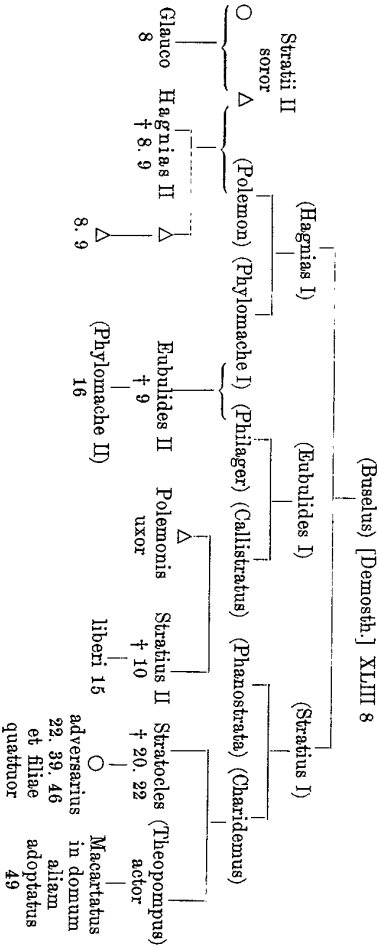 (Buselus) [Demosth.] XLIII 8
(Hagnias I) (Eubulides I) (Stratius I)
Stratii II
soror
(Polemon) (Phylomache I) (Philager) (Callistratus) (Phanostrata) (Charidemus)
Glauco
8
Hagnias II
† 8. 9
8. 9
Eubulides II
† 9
(Phylomache II)
16
Polemonis
uxor
Stratius II
† 10
liberi 15
Stratocles
† 20. 22
adversarius
22. 39. 46
et filiae
quattuor
(Theopompus)
actor
Macartatus
in domum
aliam
adoptatus
49